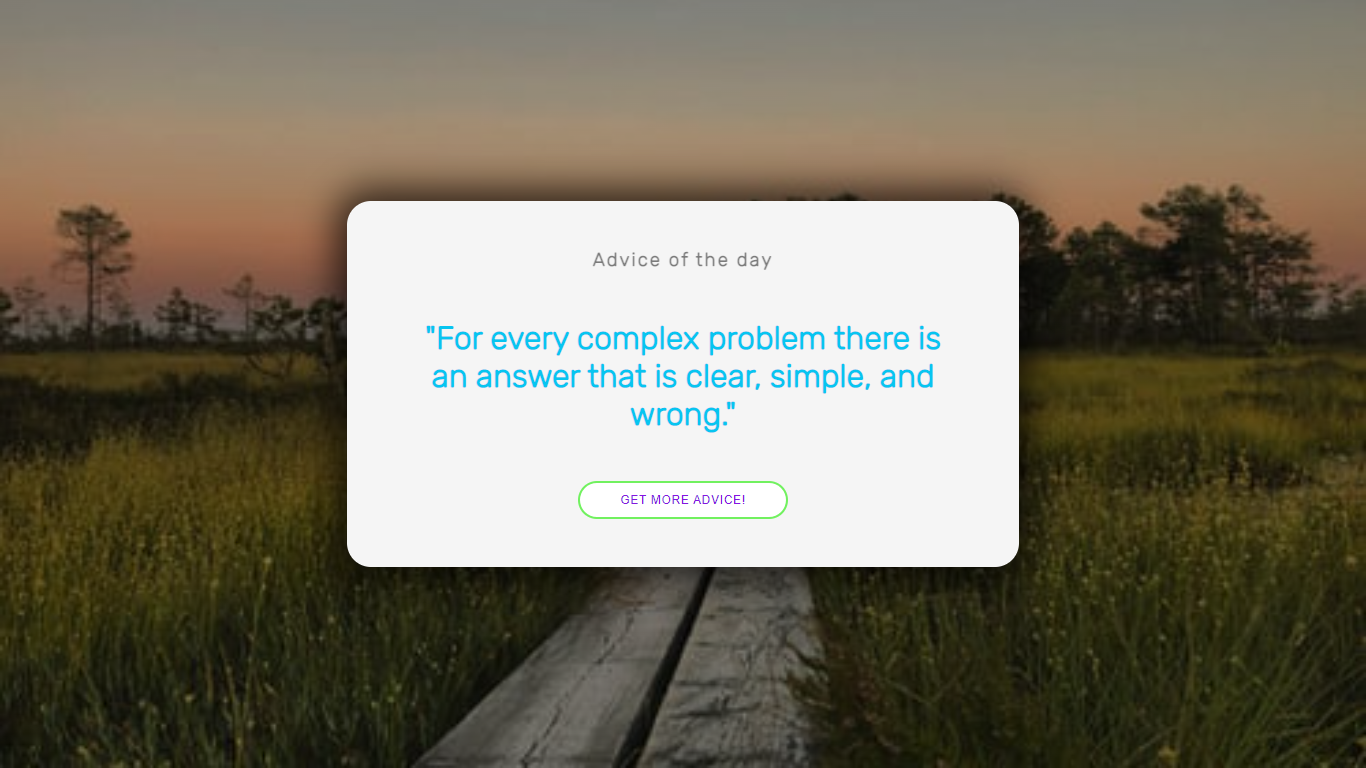 Advice of the day
"For every complex problem there is
an answer that is clear, simple, and
wrong."
GET MORE ADVICE!